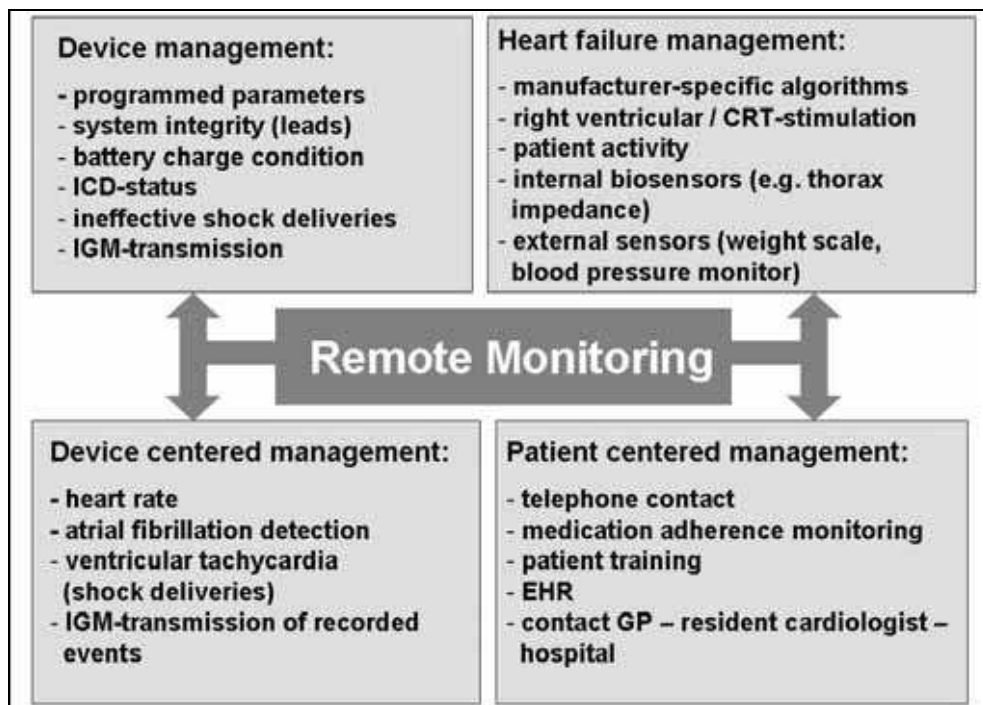 Device management:
- programmed parameters
- system integrity (leads)
- battery charge condition
- ICD-status
- ineffective shock deliveries
- IGM-transmission
Heart failure management:
- manufacturer-specific algorithms
- right ventricular / CRT-stimulation
- patient activity
- internal biosensors (e.g. thorax
impedance)
- external sensors (weight scale,
blood pressure monitor)
Remote Monitoring
Device centered management:
- heart rate
- atrial fibrillation detection
- ventricular tachycardia
(shock deliveries)
- IGM-transmission of recorded
events
Patient centered management:
- telephone contact
- medication adherence monitoring
- patient training
- EHR
- contact GP – resident cardiologist –
hospital